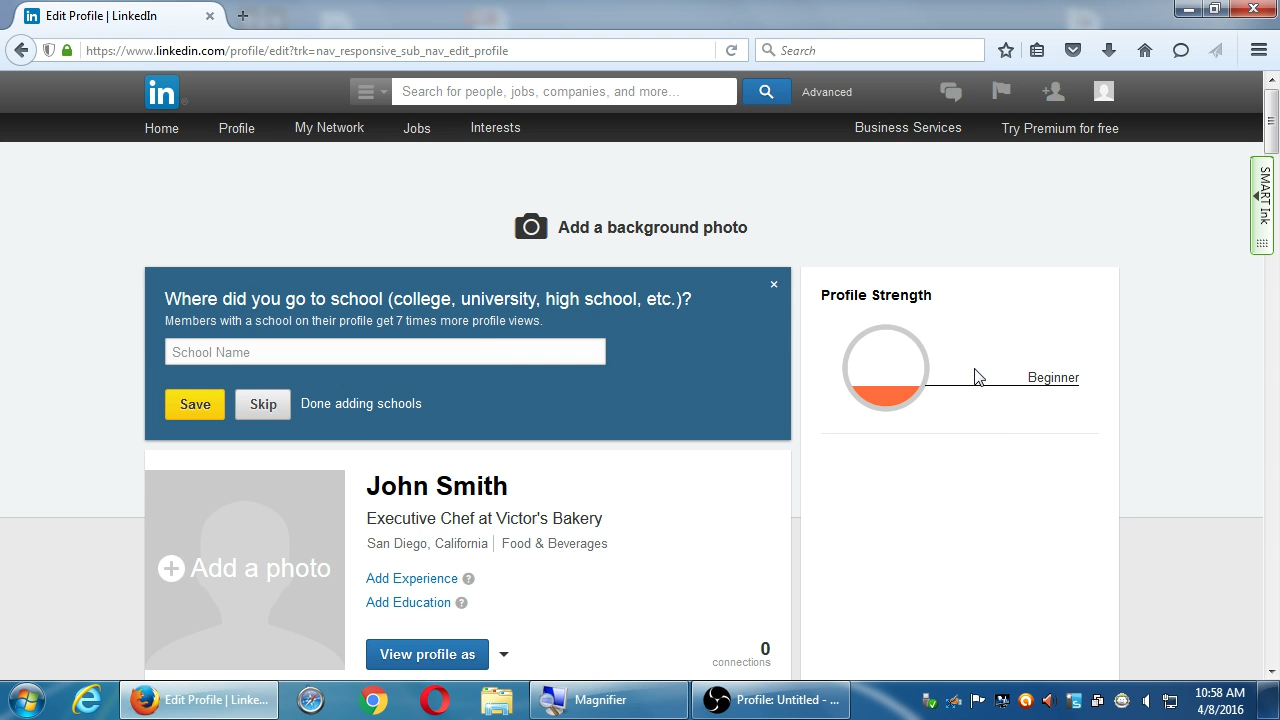 Edit Profile | LinkedIn
https://www.linkedin.com/profile/edit?trk=nav_responsive_sub_nav_edit_profile
Search
in
Search for people, jobs, companies, and more...
Advanced
Home
Profile
My Network
Jobs
Interests
Business Services
Try Premium for free
SMART Ink
Add a background photo
Where did you go to school (college, university, high school, etc.)?
Members with a school on their profile get 7 times more profile views.
School Name
Save
Skip
Done adding schools
Profile Strength
Beginner
Add a photo
John Smith
Executive Chef at Victor's Bakery
San Diego, California | Food & Beverages
Add Experience ?
Add Education ?
View profile as
0
connections
Edit Profile | Linke...
Magnifier
Profile: Untitled - ...
10:58 AM
4/8/2016